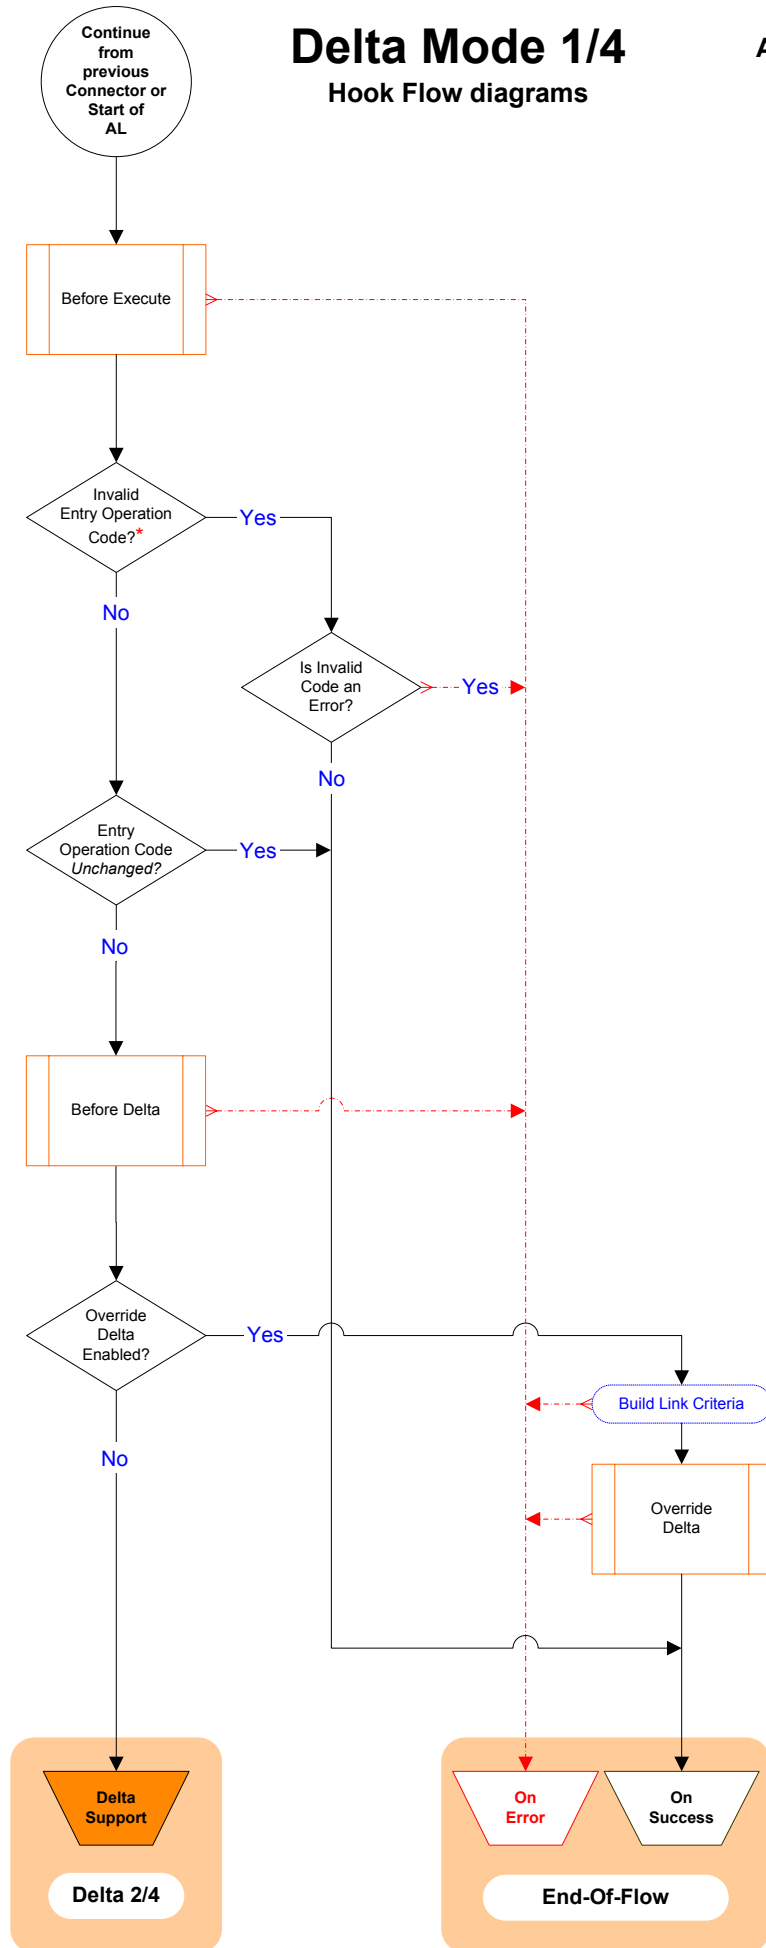 Delta Mode 1/4
A
Hook Flow diagrams
Continue
from
previous
Connector or
Start of
AL
Before Execute
Invalid
Entry Operation
Code?*
Yes
No
Is Invalid
Code an
Error?
Yes
No
Entry
Operation Code
Unchanged?
Yes
No
Before Delta
Override
Delta
Enabled?
Yes
No
Build Link Criteria
Override
Delta
Delta
Support
On
Error
On
Success
Delta 2/4
End-Of-Flow